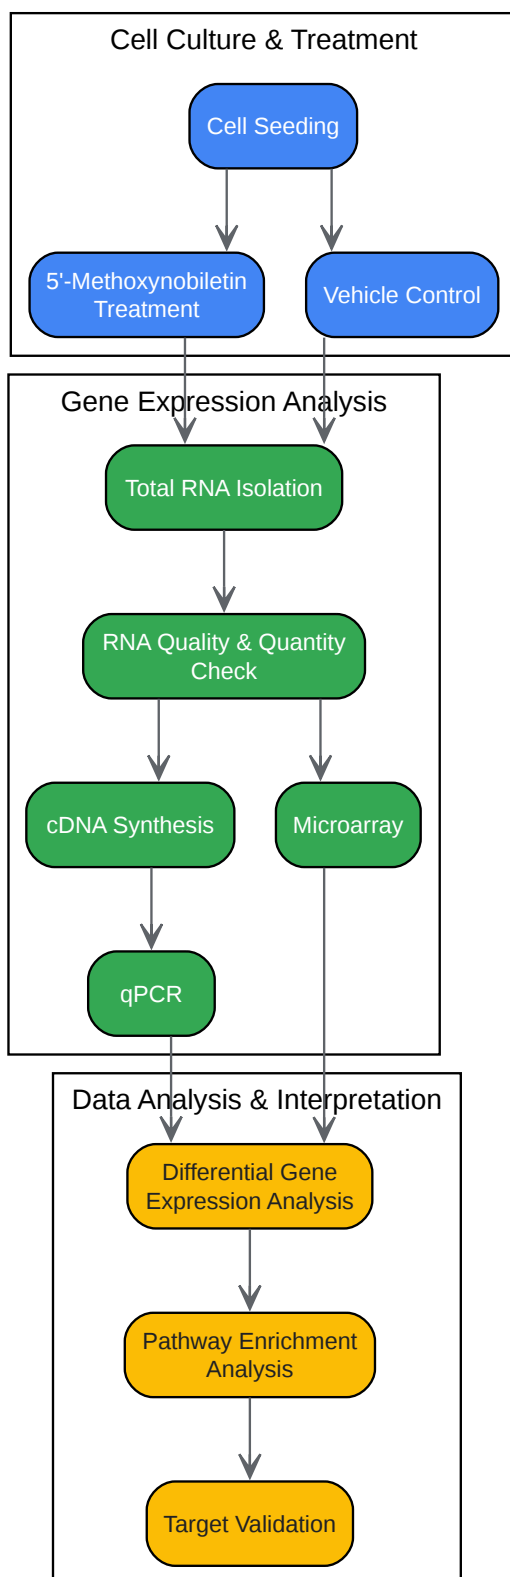 Cell Culture & Treatment
Cell Seeding
5'-Methoxynobiletin
Treatment
Vehicle Control
Gene Expression Analysis
Total RNA Isolation
RNA Quality & Quantity
Check
cDNA Synthesis
Microarray
qPCR
Data Analysis & Interpretation
Differential Gene
Expression Analysis
Pathway Enrichment
Analysis
Target Validation